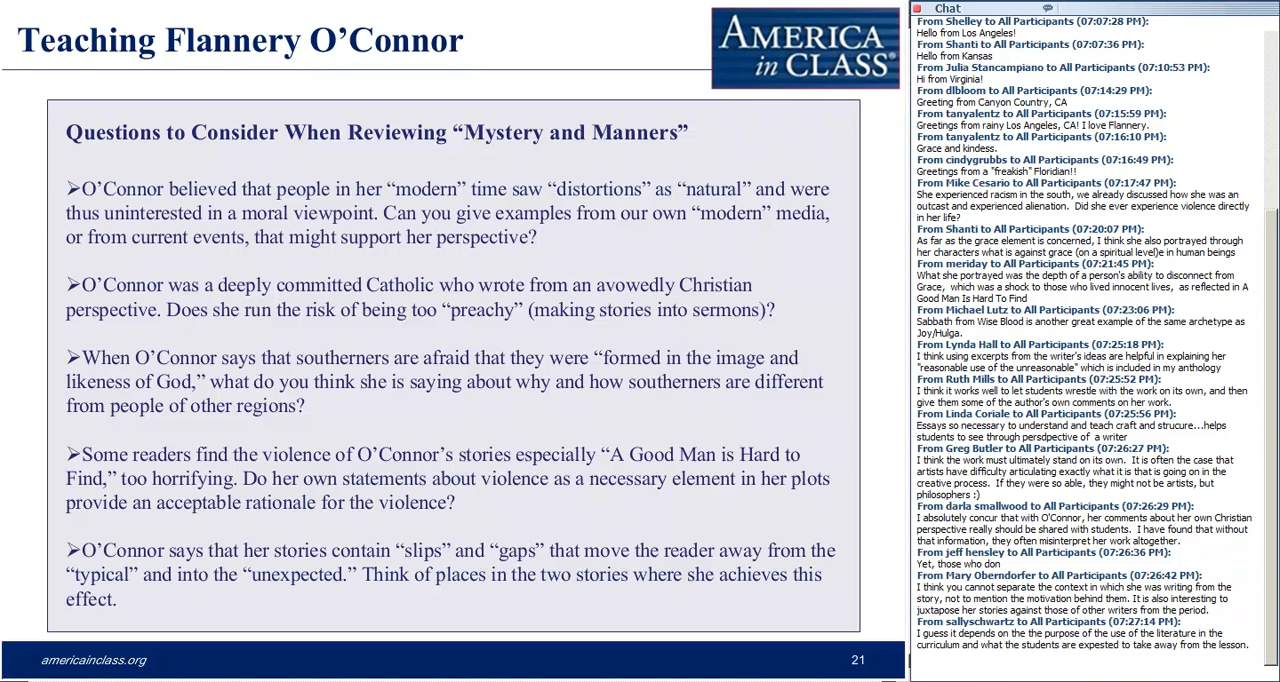 Teaching Flannery O’Connor
AMERICA
in CLASS®
Questions to Consider When Reviewing “Mystery and Manners”
➢O’Connor believed that people in her “modern” time saw “distortions” as “natural” and were
thus uninterested in a moral viewpoint. Can you give examples from our own “modern” media,
or from current events, that might support her perspective?
➢O’Connor was a deeply committed Catholic who wrote from an avowedly Christian
perspective. Does she run the risk of being too “preachy” (making stories into sermons)?
➢When O’Connor says that southerners are afraid that they were “formed in the image and
likeness of God,” what do you think she is saying about why and how southerners are different
from people of other regions?
➢Some readers find the violence of O’Connor’s stories especially “A Good Man is Hard to
Find,” too horrifying. Do her own statements about violence as a necessary element in her plots
provide an acceptable rationale for the violence?
➢O’Connor says that her stories contain “slips” and “gaps” that move the reader away from the
“typical” and into the “unexpected.” Think of places in the two stories where she achieves this
effect.
americainclass.org
21
Chat
From Shelley to All Participants (07:07:28 PM):
Hello from Los Angeles!
From Shanti to All Participants (07:07:36 PM):
Hello from Kansas
From Julia Stancampiano to All Participants (07:10:53 PM):
Hi from Virginia!
From dlbloom to All Participants (07:14:29 PM):
Greeting from Canyon Country, CA
From tanyalentz to All Participants (07:15:59 PM):
Greetings from rainy Los Angeles, CA! I love Flannery.
From tanyalentz to All Participants (07:16:10 PM):
Grace and kindess.
From cindygrubbs to All Participants (07:16:49 PM):
Greetings from a "freakish" Floridian!!
From Mike Cesario to All Participants (07:17:47 PM):
She experienced racism in the south, we already discussed how she was an
outcast and experienced alienation. Did she ever experience violence directly
in her life?
From Shanti to All Participants (07:20:07 PM):
As far as the grace element is concerned, I think she also portrayed through
her characters what is against grace (on a spiritual level)e in human beings
From meriday to All Participants (07:21:45 PM):
What she portrayed was the depth of a person's ability to disconnect from
Grace, which was a shock to those who lived innocent lives, as reflected in A
Good Man Is Hard To Find
From Michael Lutz to All Participants (07:23:06 PM):
Sabbath from Wise Blood is another great example of the same archetype as
Joy/Hulga.
From Lynda Hall to All Participants (07:25:18 PM):
I think using excerpts from the writer's ideas are helpful in explaining her
"reasonable use of the unreasonable" which is included in my anthology
From Ruth Mills to All Participants (07:25:52 PM):
I think it works well to let students wrestle with the work on its own, and then
give them some of the author's own comments on her work.
From Linda Coriale to All Participants (07:25:56 PM):
Essays so necessary to understand and teach craft and strucure...helps
students to see through persdpective of a writer
From Greg Butler to All Participants (07:26:27 PM):
I think the work must ultimately stand on its own. It is often the case that
artists have difficulty articulating exactly what it is that is going on in the
creative process. If they were so able, they might not be artists, but
philosophers :)
From darla smallwood to All Participants (07:26:29 PM):
I absolutely concur that with O'Connor, her comments about her own Christian
perspective really should be shared with students. I have found that without
that information, they often misinterpret her work altogether.
From jeff hensley to All Participants (07:26:36 PM):
Yet, those who don
From Mary Oberndorfer to All Participants (07:26:42 PM):
I think you cannot separate the context in which she was writing from the
story, not to mention the motivation behind them. It is also interesting to
juxtapose her stories against those of other writers from the period.
From sallyschwartz to All Participants (07:27:14 PM):
I guess it depends on the the purpose of the use of the literature in the
curriculum and what the students are expected to take away from the lesson.